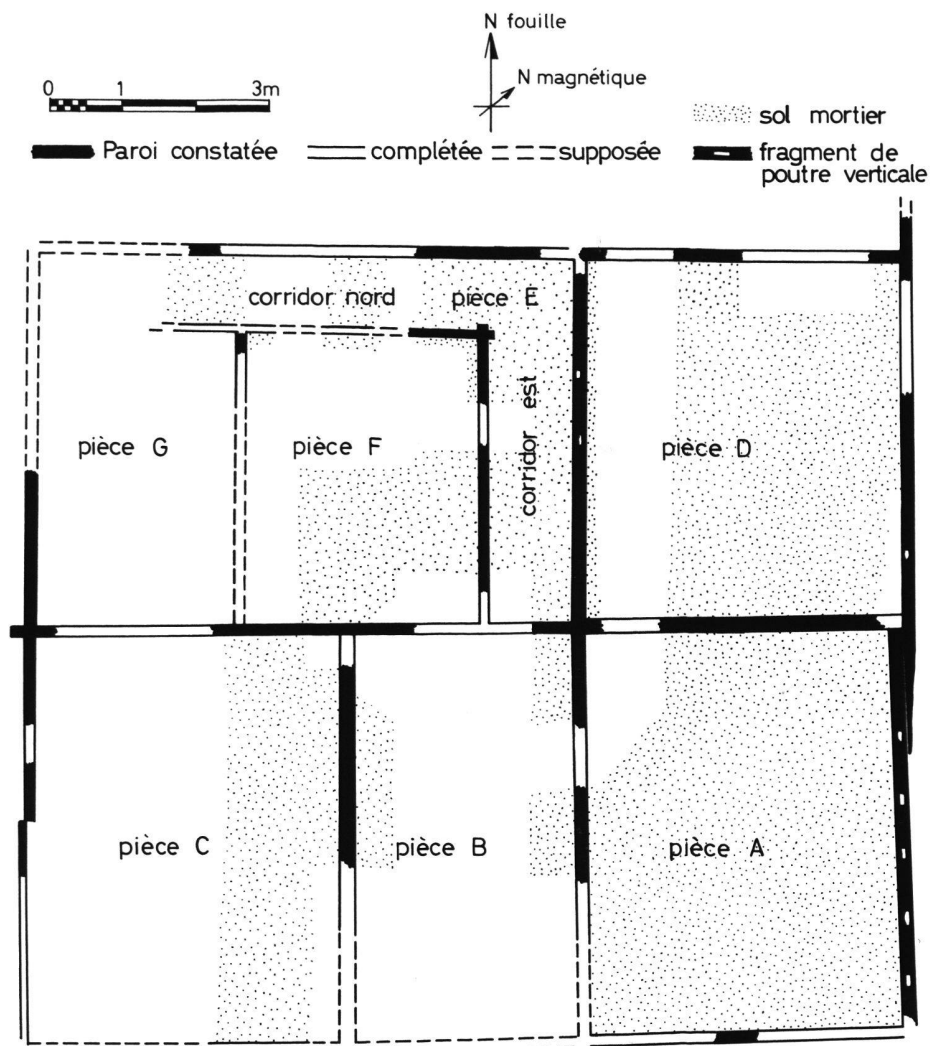 N fouille
N magnétique
0 1 3m
sol mortier
Paroi constatée complétée supposée fragment de
poutre verticale
corridor nord pièce E
corridor est
pièce G pièce F pièce D
pièce C pièce B pièce A